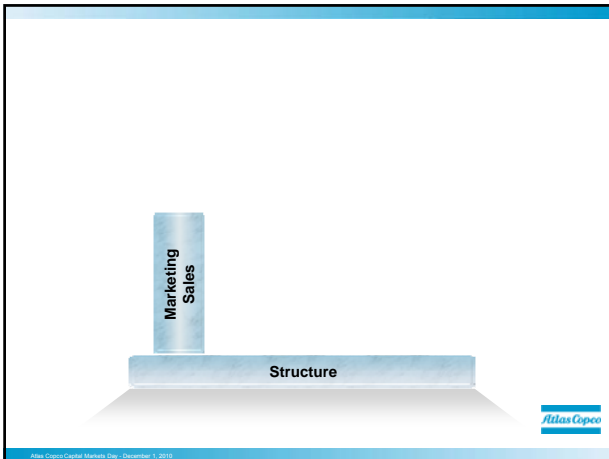 Marketing
Sales
Structure
Atlas Copco
Atlas Copco Capital Markets Day - December 1, 2010